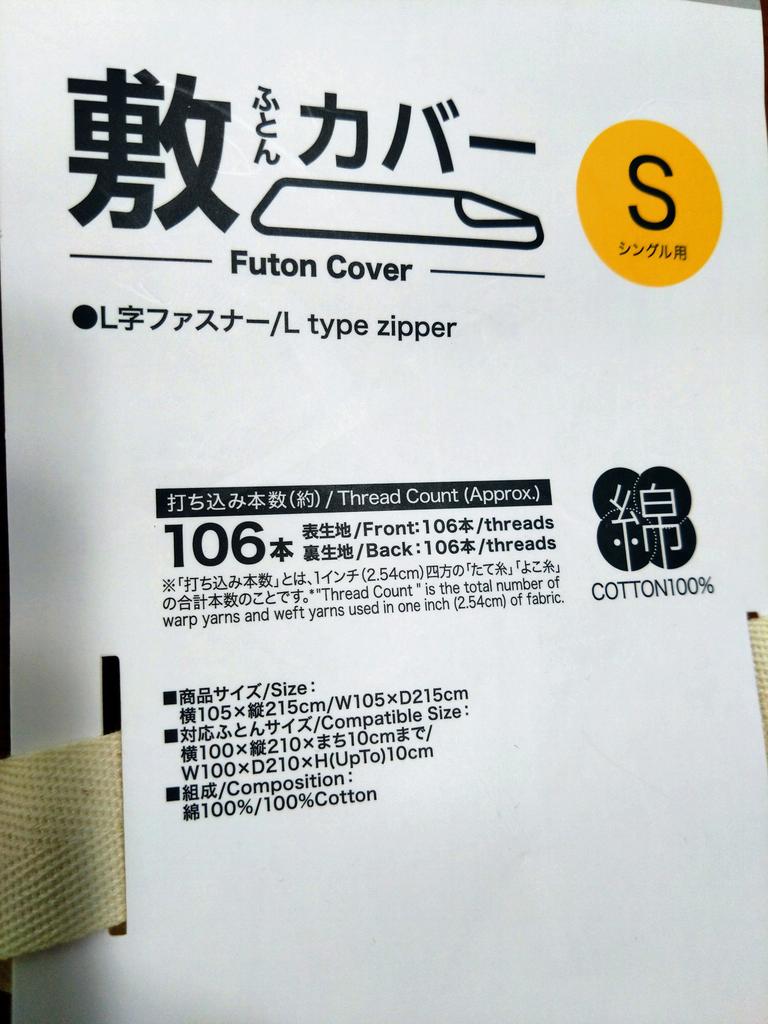 敷ふとんカバー
S
シングル用
Futon Cover
●L字ファスナー/L type zipper
打ち込み本数(約) / Thread Count (Approx.)
106本
表生地/Front:106本/threads
裏生地/Back:106本/threads
※「打ち込み本数」とは、1インチ(2.54cm)四方の「たて糸」「よこ糸」
の合計本数のことです。*"Thread Count " is the total number of
warp yarns and weft yarns used in one inch (2.54cm) of fabric.
綿
COTTON100%
■商品サイズ/Size:
横105×縦215cm/W105×D215cm
■対応ふとんサイズ/Compatible Size:
横100×縦210×まち10cmまで/
W100×D210×H(UpTo)10cm
■組成/Composition:
綿100%/100%Cotton